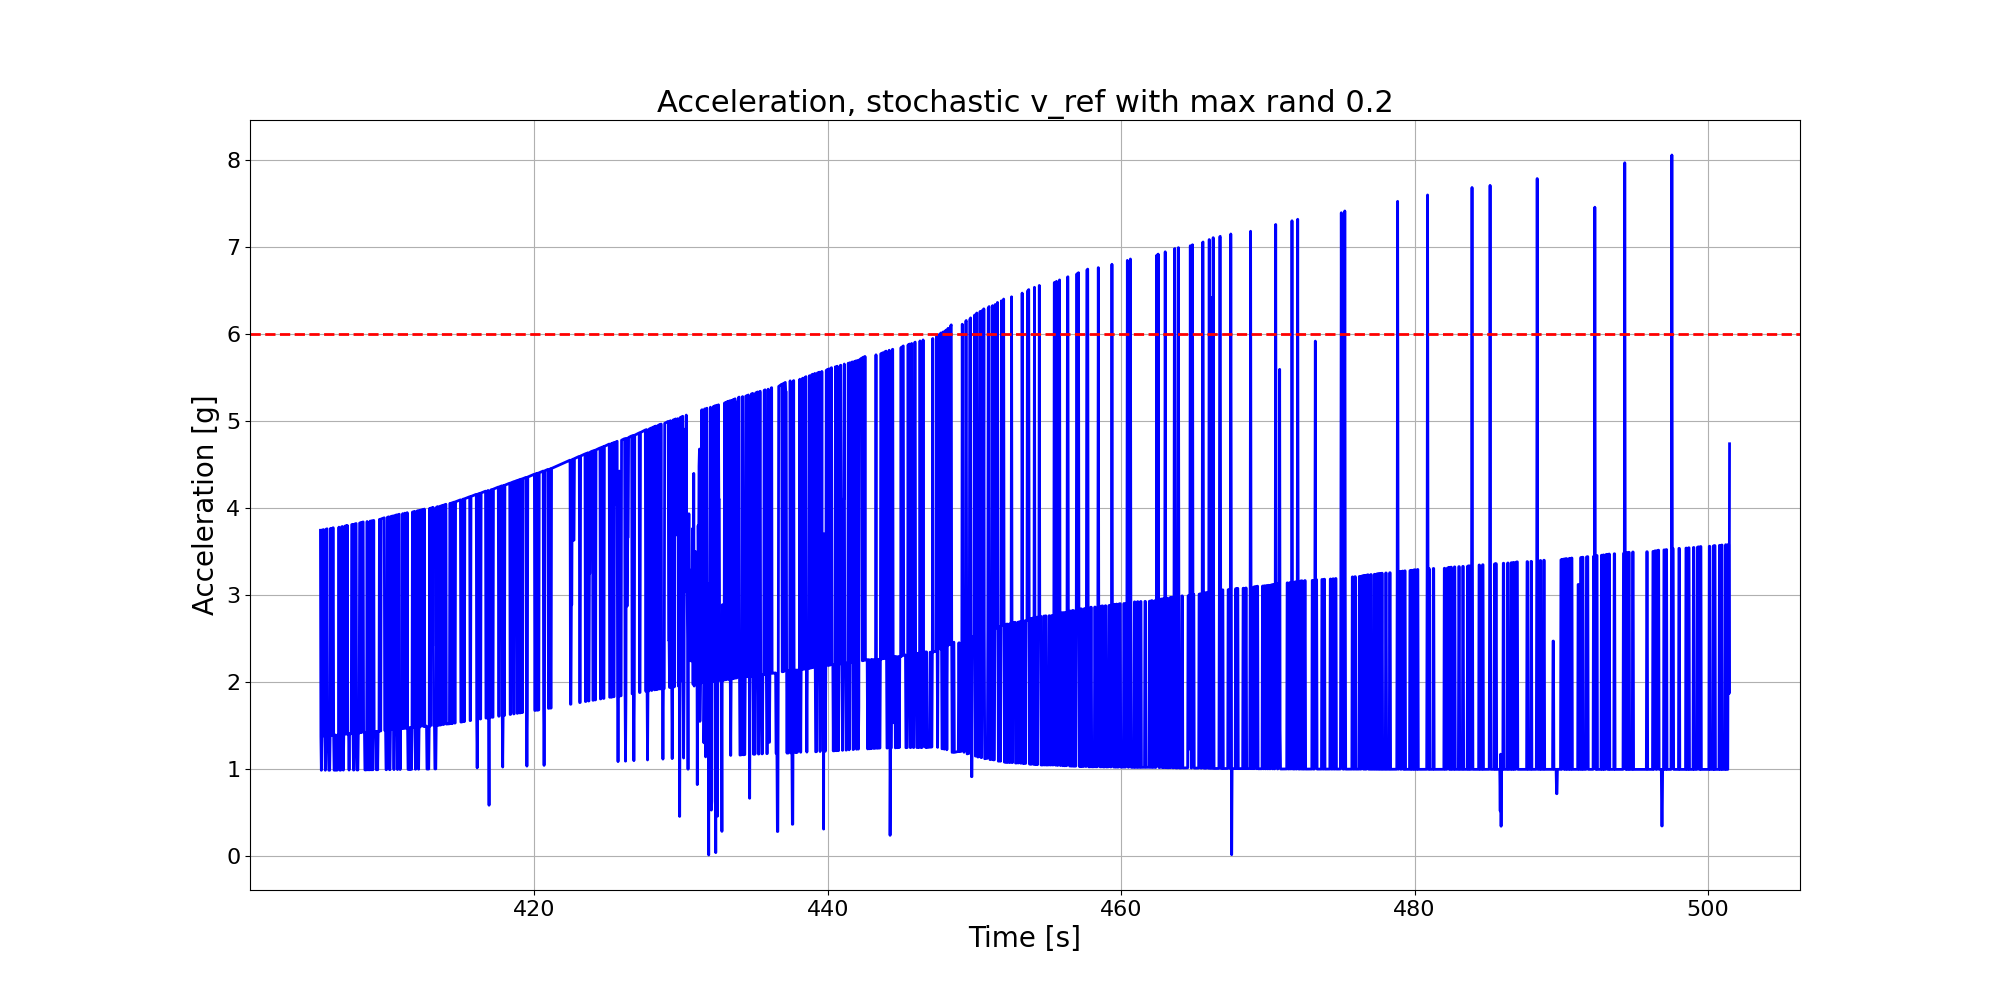 Acceleration, stochastic v_ref with max rand 0.2
8
7
6
5
4
3
2
1
0
Acceleration [g]
420 440 460 480 500
Time [s]